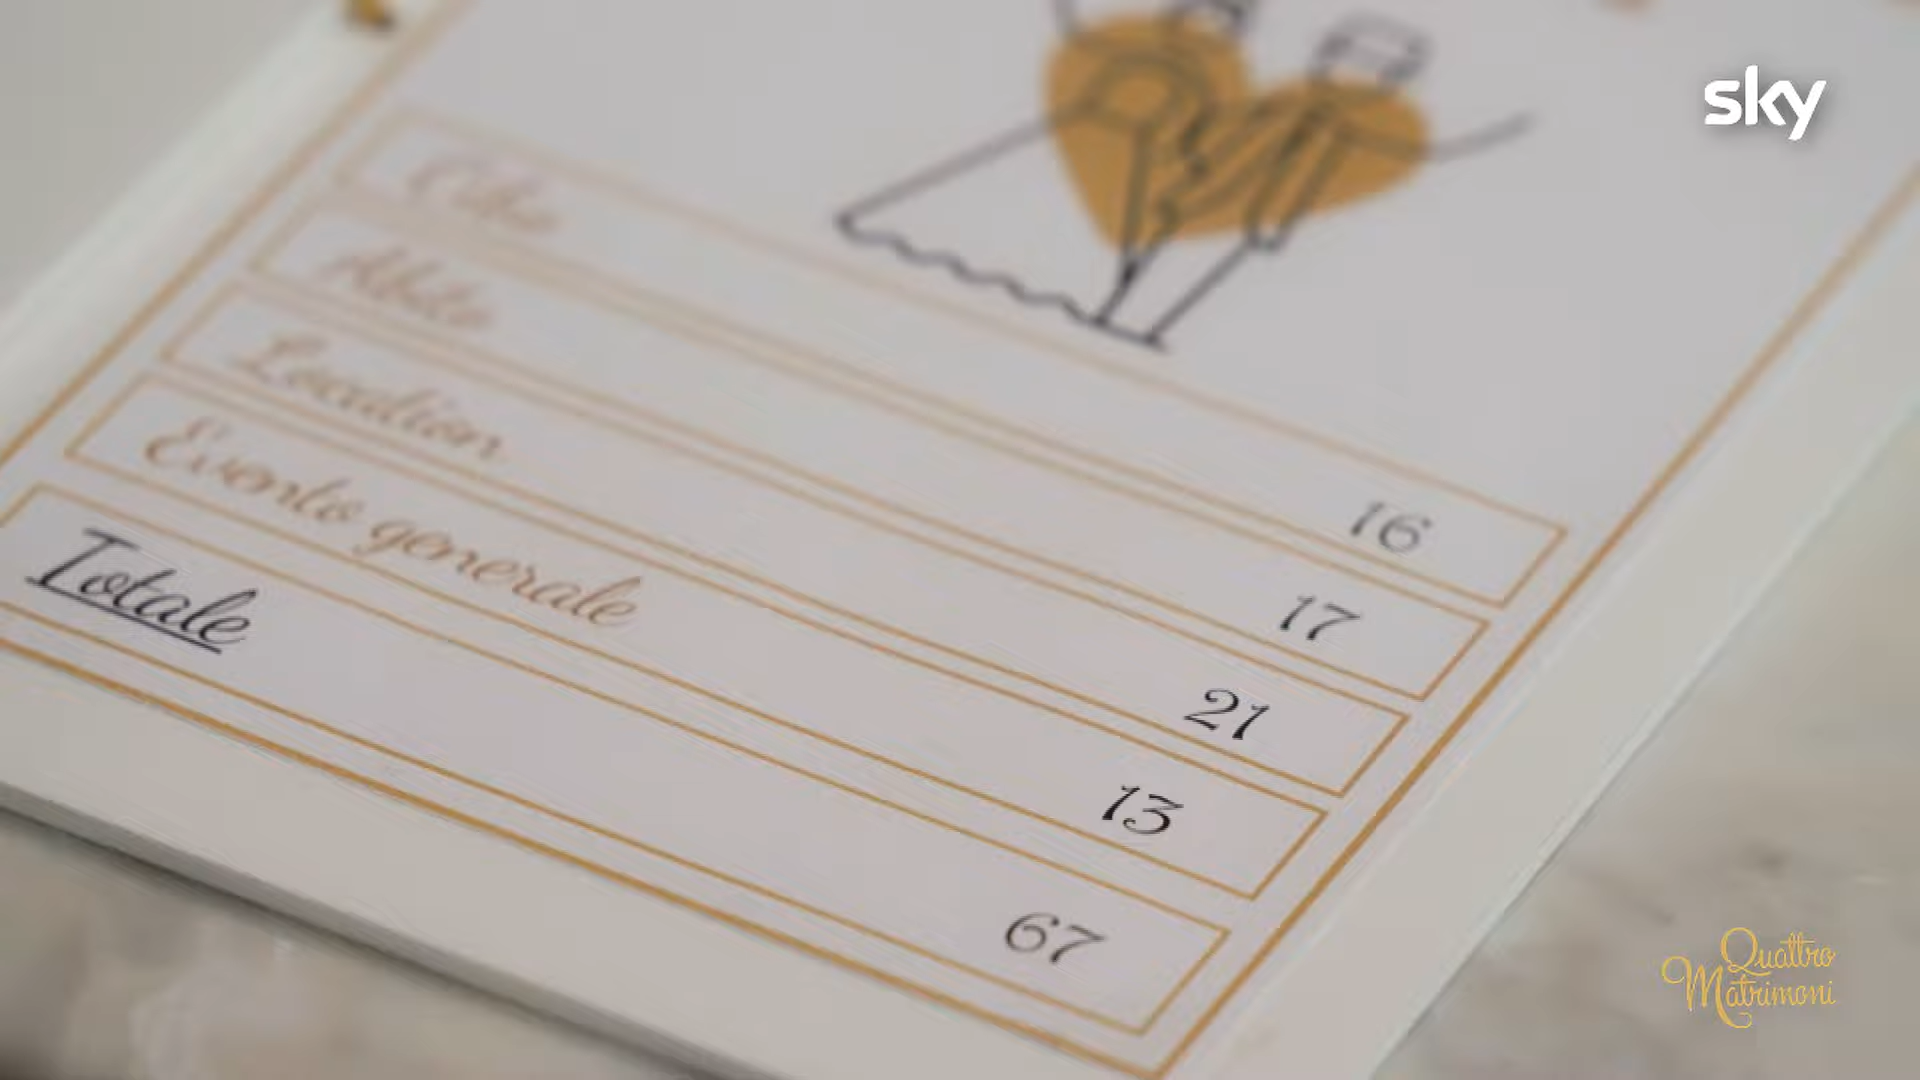 sky
Cibo 16
Abito 17
Location 21
Evento generale 13
Totale 67
Quattro
Matrimoni